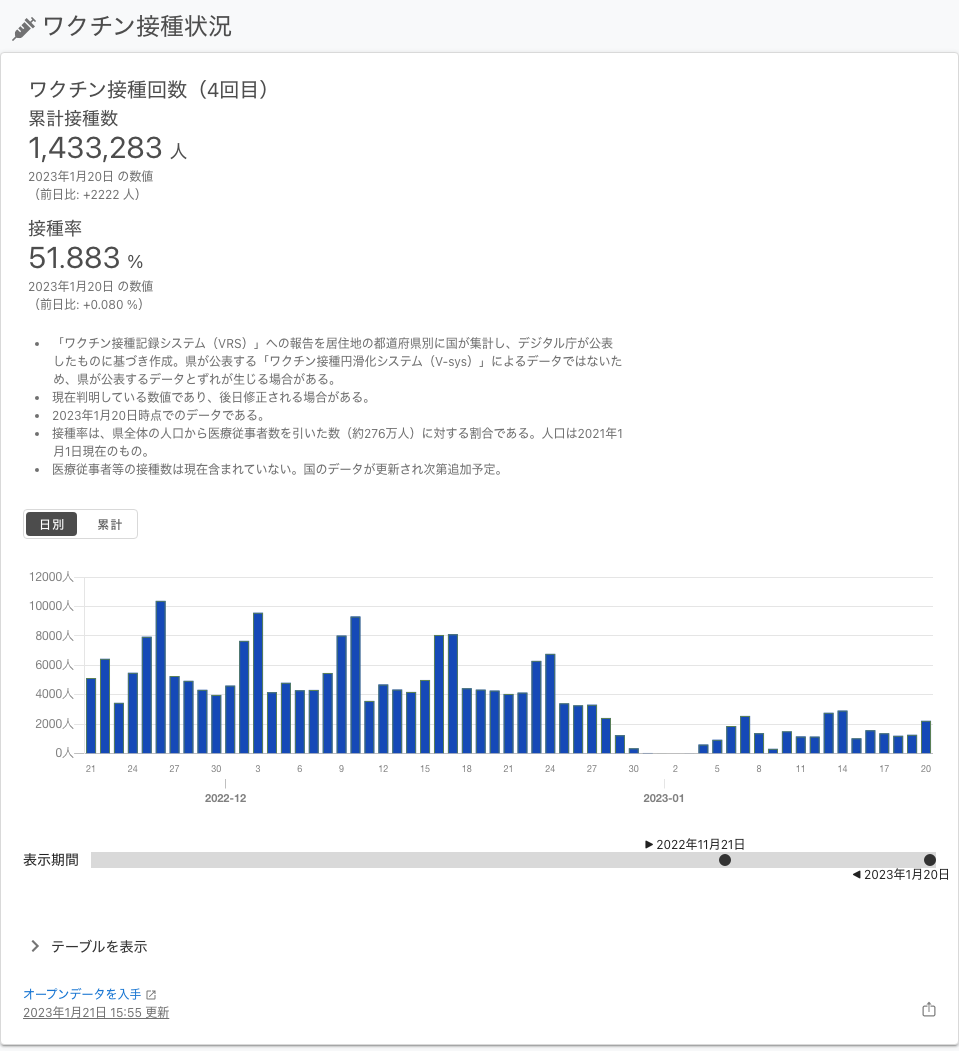 ワクチン接種状況
ワクチン接種回数（4回目）
累計接種数
1,433,283 人
2023年1月20日 の数値
（前日比: +2222 人）
接種率
51.883 %
2023年1月20日 の数値
（前日比: +0.080 %）
• 「ワクチン接種記録システム（VRS）」への報告を居住地の都道府県別に国が集計し、デジタル庁が公表
したものに基づき作成。県が公表する「ワクチン接種円滑化システム（V-sys）」によるデータではないた
め、県が公表するデータとずれが生じる場合がある。
• 現在判明している数値であり、後日修正される場合がある。
• 2023年1月20日時点でのデータである。
• 接種率は、県全体の人口から医療従事者数を引いた数（約276万人）に対する割合である。人口は2021年1
月1日現在のもの。
• 医療従事者等の接種数は現在含まれていない。国のデータが更新され次第追加予定。
日別 累計
12000人
10000人
8000人
6000人
4000人
2000人
0人
21 24 27 30 3 6 9 12 15 18 21 24 27 30 2 5 8 11 14 17 20
2022-12 2023-01
▶ 2022年11月21日
表示期間
◀ 2023年1月20日
テーブルを表示
オープンデータを入手
2023年1月21日 15:55 更新